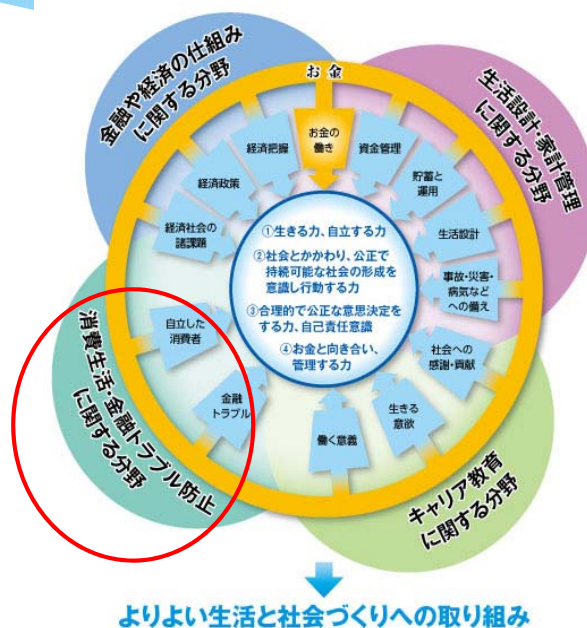 金融や経済の仕組み
に関する分野
生活設計・家計管理
に関する分野
お金
お金の
働き
資金管理
貯蓄と
運用
生活設計
事故・災害・
病気など
への備え
社会への
感謝・貢献
生きる
意欲
働く意義
金融
トラブル
自立した
消費者
経済社会の
諸課題
経済政策
経済把握
①生きる力、自立する力
②社会とかかわり、公正で
持続可能な社会の形成を
意識し行動する力
③合理的で公正な意思決定を
する力、自己責任意識
④お金と向き合い、
管理する力
消費生活・金融トラブル防止
に関する分野
キャリア教育
に関する分野
よりよい生活と社会づくりへの取り組み